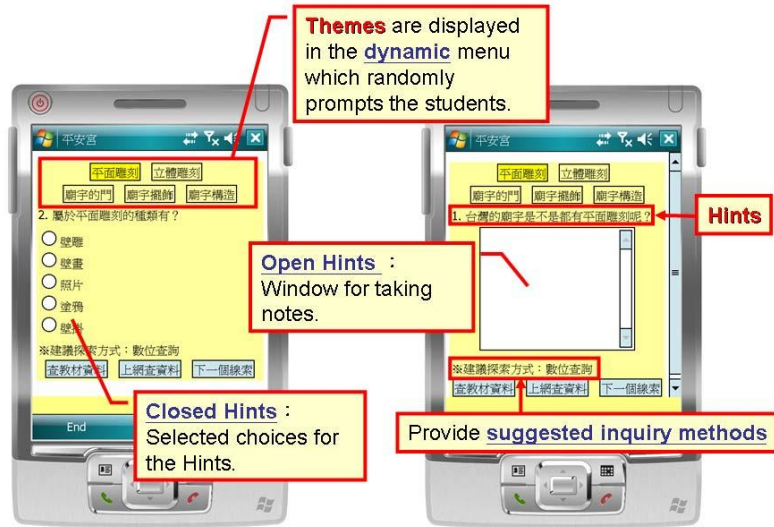 Themes are displayed
in the dynamic menu
which randomly
prompts the students.
平安宮
平面雕刻 立體雕刻
廟宇的門 廟宇擺飾 廟宇構造
2. 屬於平面雕刻的種類有？
壁雕
壁畫
照片
塗鴉
壁掛
※建議探索方式：數位查詢
查教材資料 上網查資料 下一個線索
End
Closed Hints：
Selected choices for
the Hints.
平安宮
平面雕刻 立體雕刻
廟宇的門 廟宇擺飾 廟宇構造
1. 台灣的廟宇是不是都有平面雕刻呢？
Hints
Open Hints：
Window for taking
notes.
※建議探索方式：數位查詢
查教材資料 上網查資料 下一個線索
Provide suggested inquiry methods